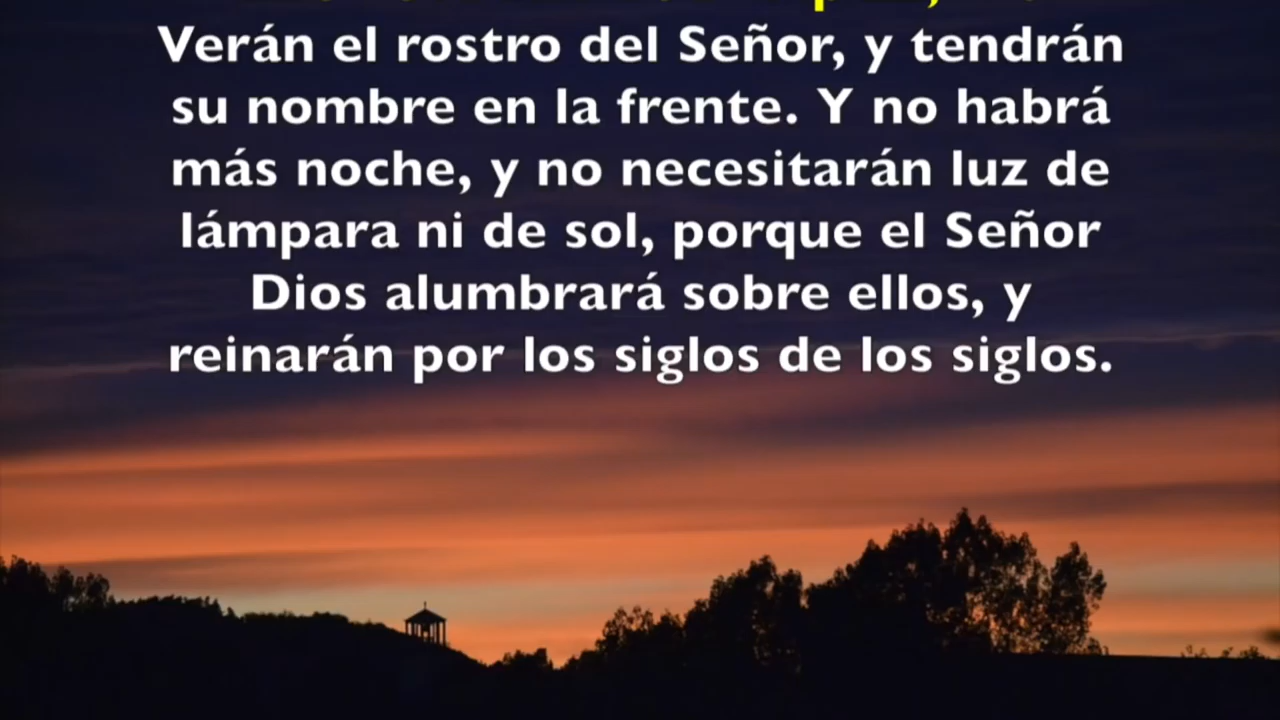 Verán el rostro del Señor, y tendrán
su nombre en la frente. Y no habrá
más noche, y no necesitarán luz de
lámpara ni de sol, porque el Señor
Dios alumbrará sobre ellos, y
reinarán por los siglos de los siglos.